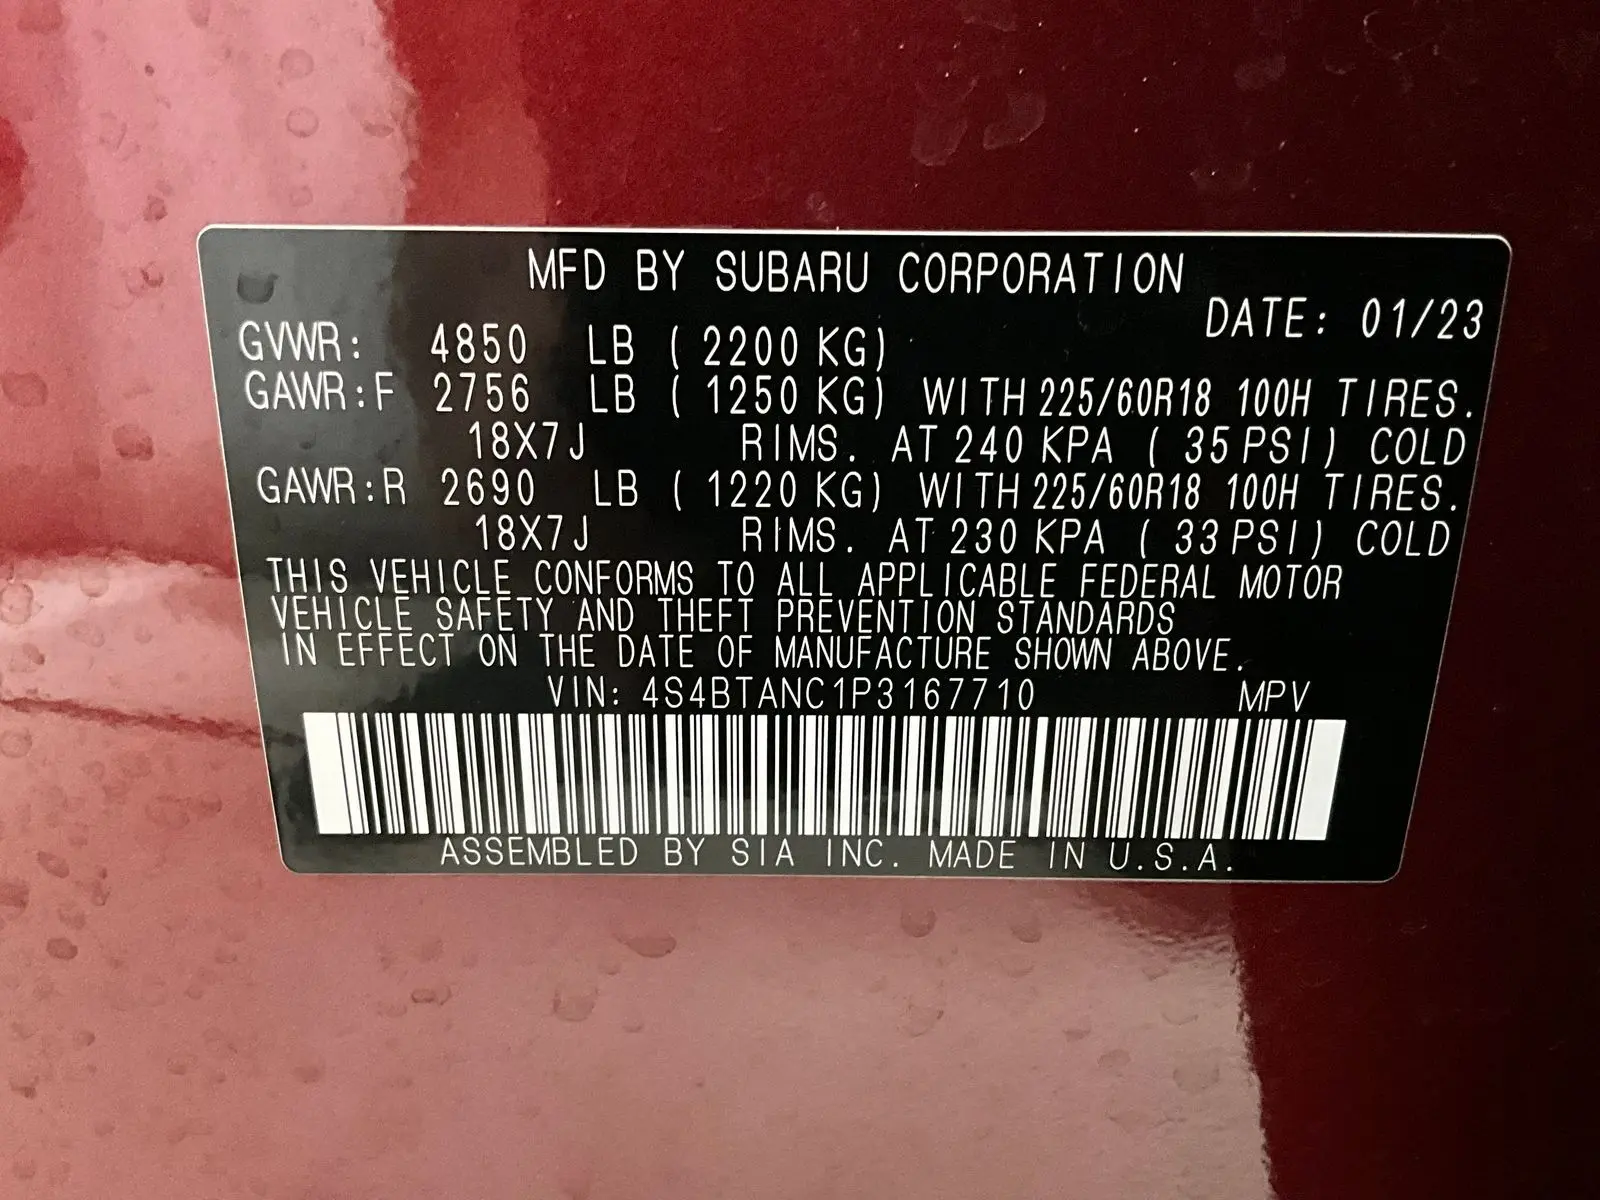 MFD BY SUBARU CORPORATION
DATE: 01/23
GVWR: 4850 LB ( 2200 KG)
GAWR:F 2756 LB ( 1250 KG) WITH 225/60R18 100H TIRES.
18X7J RIMS. AT 240 KPA ( 35 PSI) COLD
GAWR:R 2690 LB ( 1220 KG) WITH 225/60R18 100H TIRES.
18X7J RIMS. AT 230 KPA ( 33 PSI) COLD
THIS VEHICLE CONFORMS TO ALL APPLICABLE FEDERAL MOTOR
VEHICLE SAFETY AND THEFT PREVENTION STANDARDS
IN EFFECT ON THE DATE OF MANUFACTURE SHOWN ABOVE.
VIN: 4S4BTANC1P3167710 MPV
ASSEMBLED BY SIA INC. MADE IN U.S.A.